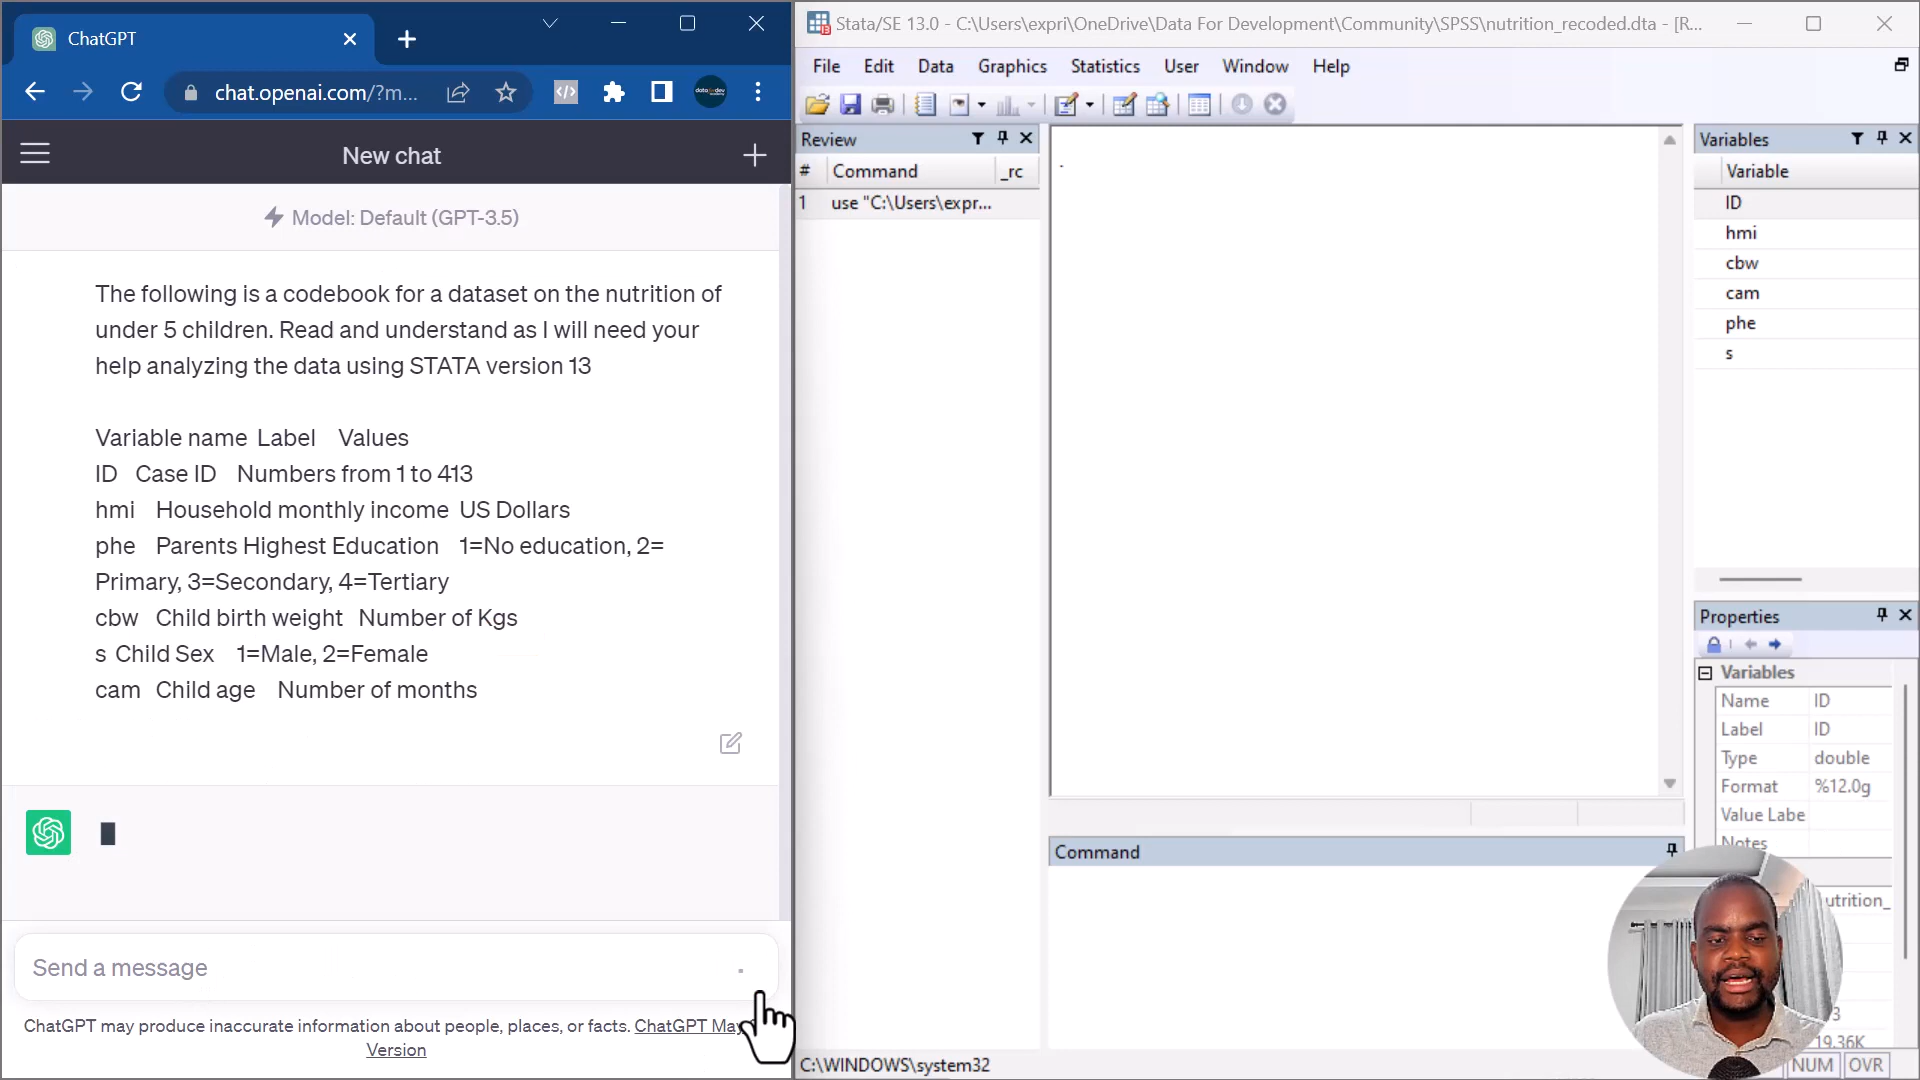 ChatGPT
chat.openai.com/?m...
New chat
Model: Default (GPT-3.5)
The following is a codebook for a dataset on the nutrition of
under 5 children. Read and understand as I will need your
help analyzing the data using STATA version 13
Variable name Label Values
ID Case ID Numbers from 1 to 413
hmi Household monthly income US Dollars
phe Parents Highest Education 1=No education, 2=
Primary, 3=Secondary, 4=Tertiary
cbw Child birth weight Number of Kgs
s Child Sex 1=Male, 2=Female
cam Child age Number of months
Send a message
ChatGPT may produce inaccurate information about people, places, or facts. ChatGPT May
Version
Stata/SE 13.0 - C:\Users\expri\OneDrive\Data For Development\Community\SPSS\nutrition_recoded.dta - [R...
File Edit Data Graphics Statistics User Window Help
Review
# Command _rc
1 use "C:\Users\expr...
.
Command
C:\WINDOWS\system32
Variables
Variable
ID
hmi
cbw
cam
phe
s
Properties
Variables
Name ID
Label ID
Type double
Format %12.0g
Value Labe
Notes
utrition_
3
19.36K
NUM OVR